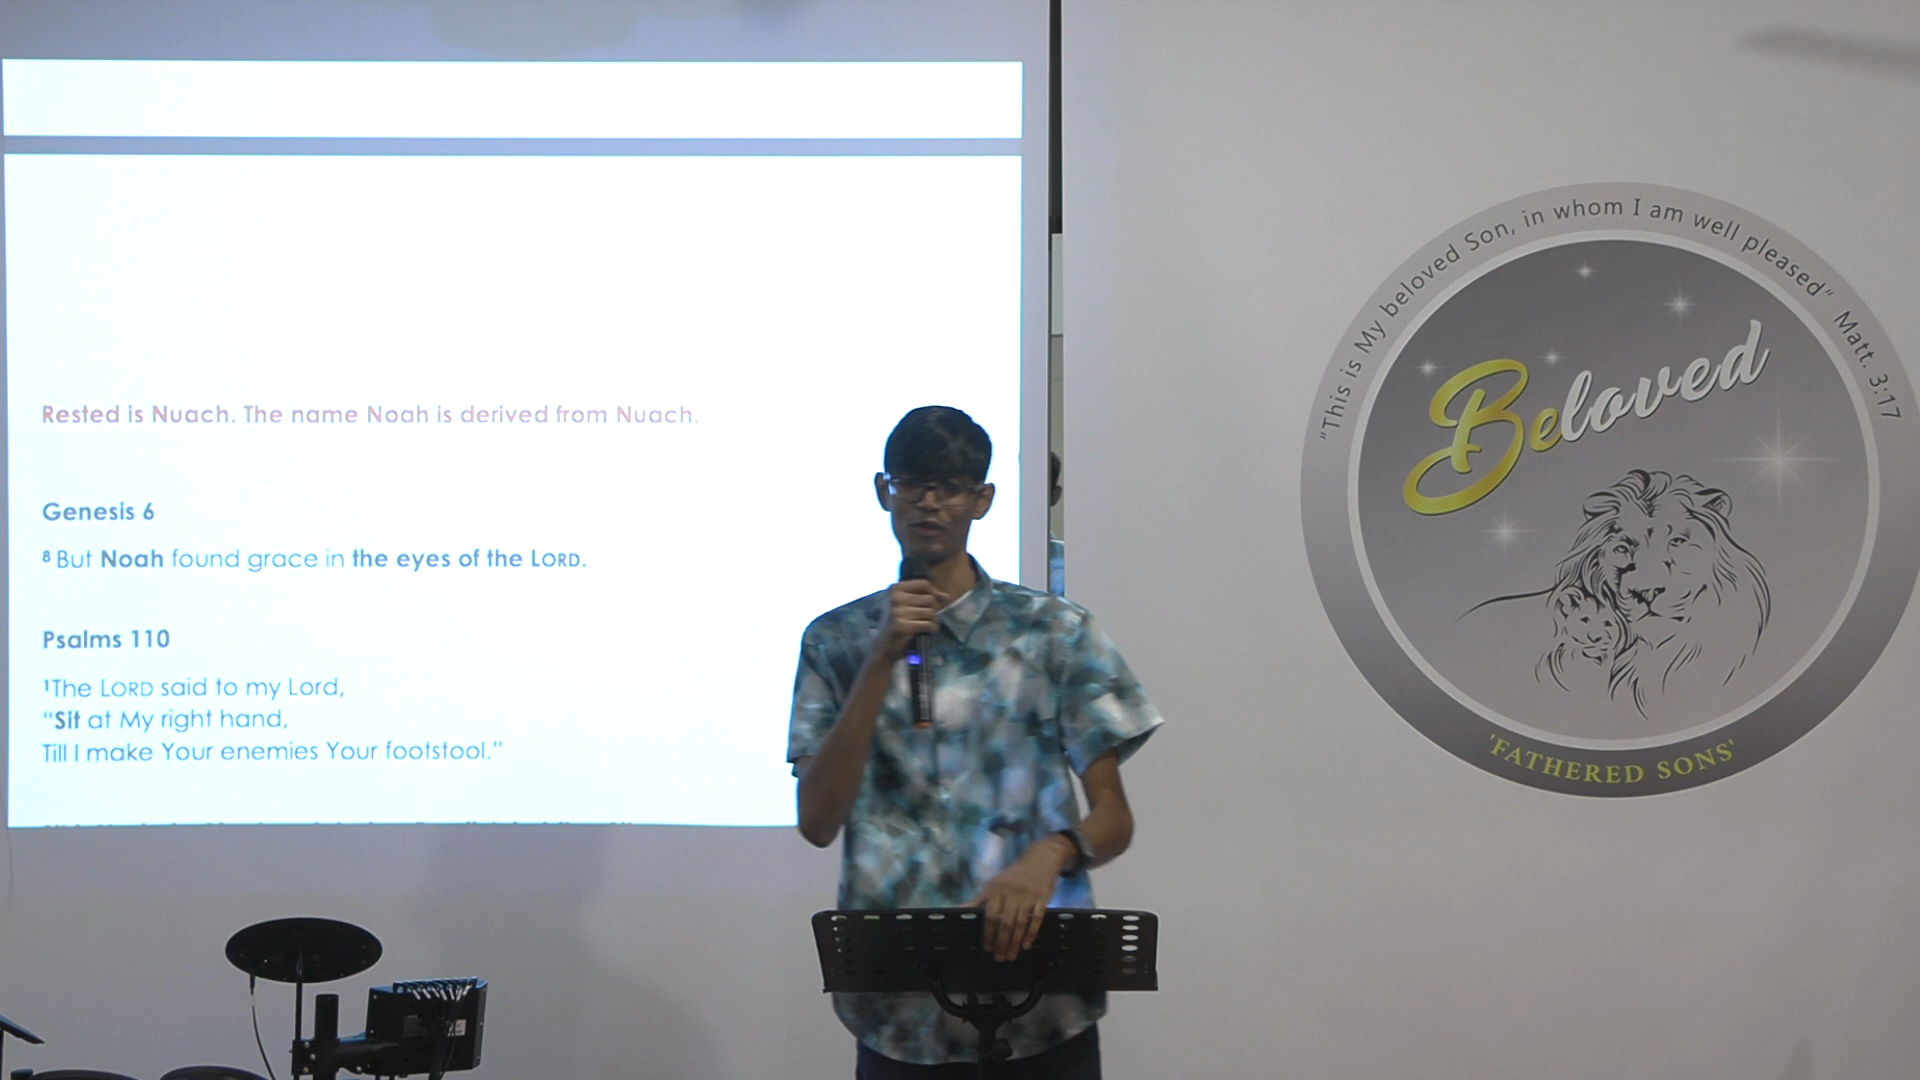 Rested is Nuach. The name Noah is derived from Nuach.
Genesis 6
⁸ But Noah found grace in the eyes of the LORD.
Psalms 110
¹The LORD said to my Lord,
“Sit at My right hand,
Till I make Your enemies Your footstool.”
"This is My beloved Son, in whom I am well pleased" Matt. 3:17
Beloved
'FATHERED SONS'